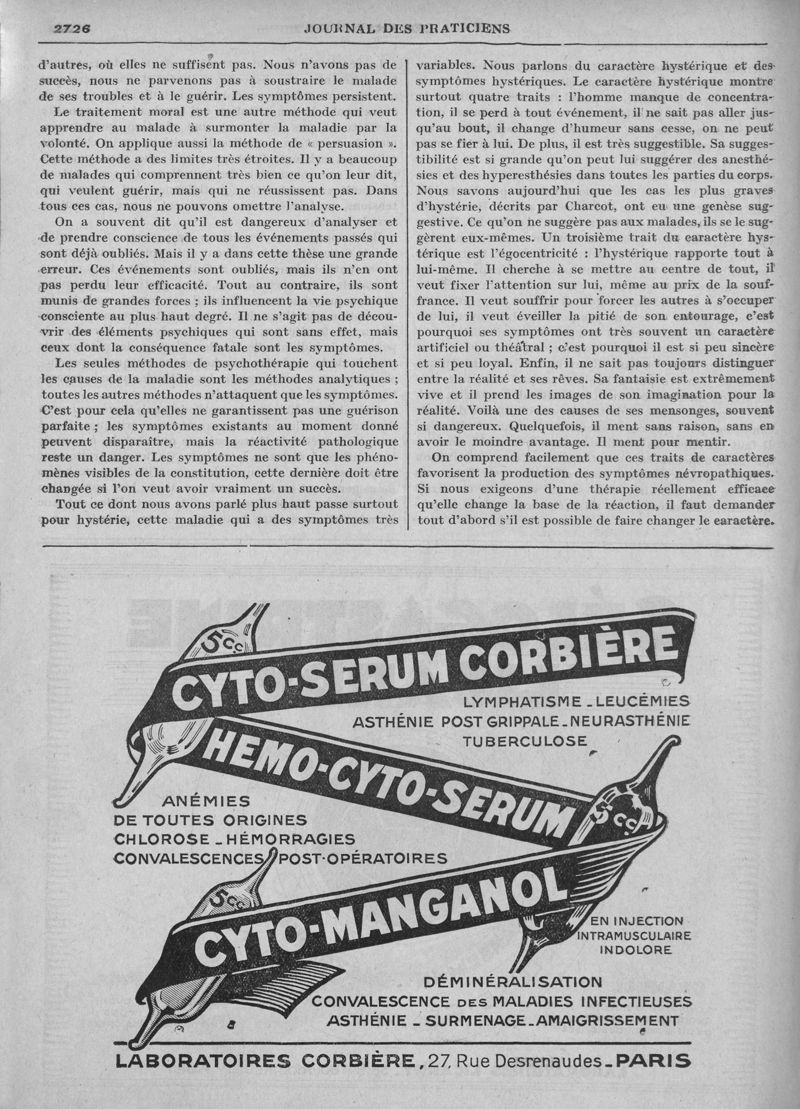 2726
JOURNAL DES PRATICIENS
d'autres, où elles ne suffisent pas. Nous n'avons pas de
succès, nous ne parvenons pas à soustraire le malade
de ses troubles et à le guérir. Les symptômes persistent.
Le traitement moral est une autre méthode qui veut
apprendre au malade à surmonter la maladie par la
volonté. On applique aussi la méthode de « persuasion ».
Cette méthode a des limites très étroites. Il y a beaucoup
de malades qui comprennent très bien ce qu'on leur dit,
qui veulent guérir, mais qui ne réussissent pas. Dans
tous ces cas, nous ne pouvons omettre l'analyse.
On a souvent dit qu'il est dangereux d'analyser et
de prendre conscience de tous les événements passés qui
sont déjà oubliés. Mais il y a dans cette thèse une grande
erreur. Ces événements sont oubliés, mais ils n'en ont
pas perdu leur efficacité. Tout au contraire, ils sont
munis de grandes forces ; ils influencent la vie psychique
consciente au plus haut degré. Il ne s'agit pas de décou-
vrir des éléments psychiques qui sont sans effet, mais
ceux dont la conséquence fatale sont les symptômes.
Les seules méthodes de psychothérapie qui touchent
les causes de la maladie sont les méthodes analytiques ;
toutes les autres méthodes n'attaquent que les symptômes.
C'est pour cela qu'elles ne garantissent pas une guérison
parfaite ; les symptômes existants au moment donné
peuvent disparaître, mais la réactivité pathologique
reste un danger. Les symptômes ne sont que les phéno-
mènes visibles de la constitution, cette dernière doit être
changée si l'on veut avoir vraiment un succès.
Tout ce dont nous avons parlé plus haut passe surtout
pour hystérie, cette maladie qui a des symptômes très
variables. Nous parlons du caractère hystérique et des
symptômes hystériques. Le caractère hystérique montre
surtout quatre traits : l'homme manque de concentra-
tion, il se perd à tout événement, il ne sait pas aller jus-
qu'au bout, il change d'humeur sans cesse, on ne peut
pas se fier à lui. De plus, il est très suggestible. Sa sugges-
tibilité est si grande qu'on peut lui suggérer des anesthé-
sies et des hyperesthésies dans toutes les parties du corps.
Nous savons aujourd'hui que les cas les plus graves
d'hystérie, décrits par Charcot, ont eu une genèse sug-
gestive. Ce qu'on ne suggère pas aux malades, ils se le sug-
gèrent eux-mêmes. Un troisième trait du caractère hys-
térique est l'égocentricité : l'hystérique rapporte tout à
lui-même. Il cherche à se mettre au centre de tout, il
veut fixer l'attention sur lui, même au prix de la souf-
france. Il veut souffrir pour forcer les autres à s'occuper
de lui, il veut éveiller la pitié de son entourage, c'est
pourquoi ses symptômes ont très souvent un caractère
artificiel ou théâtral ; c'est pourquoi il est si peu sincère
et si peu loyal. Enfin, il ne sait pas toujours distinguer
entre la réalité et ses rêves. Sa fantaisie est extrêmement
vive et il prend les images de son imagination pour la
réalité. Voilà une des causes de ses mensonges, souvent
si dangereux. Quelquefois, il ment sans raison, sans en
avoir le moindre avantage. Il ment pour mentir.
On comprend facilement que ces traits de caractères
favorisent la production des symptômes névropathiques.
Si nous exigeons d'une thérapie réellement efficace
qu'elle change la base de la réaction, il faut demander
tout d'abord s'il est possible de faire changer le caractère.
5cc.
CYTO-SERUM CORBIÈRE
LYMPHATISME - LEUCÉMIES
ASTHÉNIE POST GRIPPALE - NEURASTHÉNIE
TUBERCULOSE
HEMO-CYTO-SERUM
5cc.
ANÉMIES
DE TOUTES ORIGINES
CHLOROSE - HÉMORRAGIES
CONVALESCENCES POST-OPÉRATOIRES
5cc.
CYTO-MANGANOL
EN INJECTION
INTRAMUSCULAIRE
INDOLORE
DÉMINÉRALISATION
CONVALESCENCE DES MALADIES INFECTIEUSES
ASTHÉNIE - SURMENAGE - AMAIGRISSEMENT
LABORATOIRES CORBIÈRE, 27, Rue Desrenaudes - PARIS